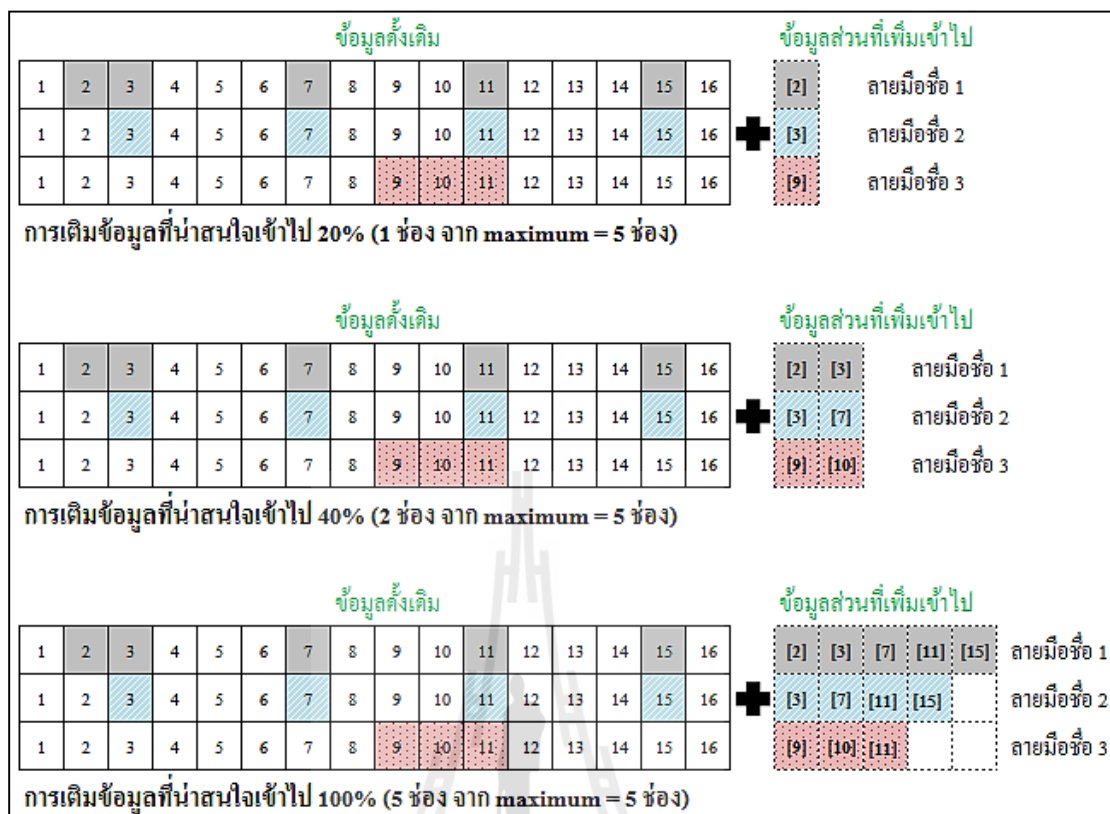 ข้อมูลดั้งเดิม ข้อมูลส่วนที่เพิ่มเข้าไป
1 2 3 4 5 6 7 8 9 10 11 12 13 14 15 16 [2] ลายมือชื่อ 1
1 2 3 4 5 6 7 8 9 10 11 12 13 14 15 16 [3] ลายมือชื่อ 2
1 2 3 4 5 6 7 8 9 10 11 12 13 14 15 16 [9] ลายมือชื่อ 3
การเติมข้อมูลที่น่าสนใจเข้าไป 20% (1 ช่อง จาก maximum = 5 ช่อง)
ข้อมูลดั้งเดิม ข้อมูลส่วนที่เพิ่มเข้าไป
1 2 3 4 5 6 7 8 9 10 11 12 13 14 15 16 [2] [3] ลายมือชื่อ 1
1 2 3 4 5 6 7 8 9 10 11 12 13 14 15 16 [3] [7] ลายมือชื่อ 2
1 2 3 4 5 6 7 8 9 10 11 12 13 14 15 16 [9] [10] ลายมือชื่อ 3
การเติมข้อมูลที่น่าสนใจเข้าไป 40% (2 ช่อง จาก maximum = 5 ช่อง)
ข้อมูลดั้งเดิม ข้อมูลส่วนที่เพิ่มเข้าไป
1 2 3 4 5 6 7 8 9 10 11 12 13 14 15 16 [2] [3] [7] [11] [15] ลายมือชื่อ 1
1 2 3 4 5 6 7 8 9 10 11 12 13 14 15 16 [3] [7] [11] [15] ลายมือชื่อ 2
1 2 3 4 5 6 7 8 9 10 11 12 13 14 15 16 [9] [10] [11] ลายมือชื่อ 3
การเติมข้อมูลที่น่าสนใจเข้าไป 100% (5 ช่อง จาก maximum = 5 ช่อง)